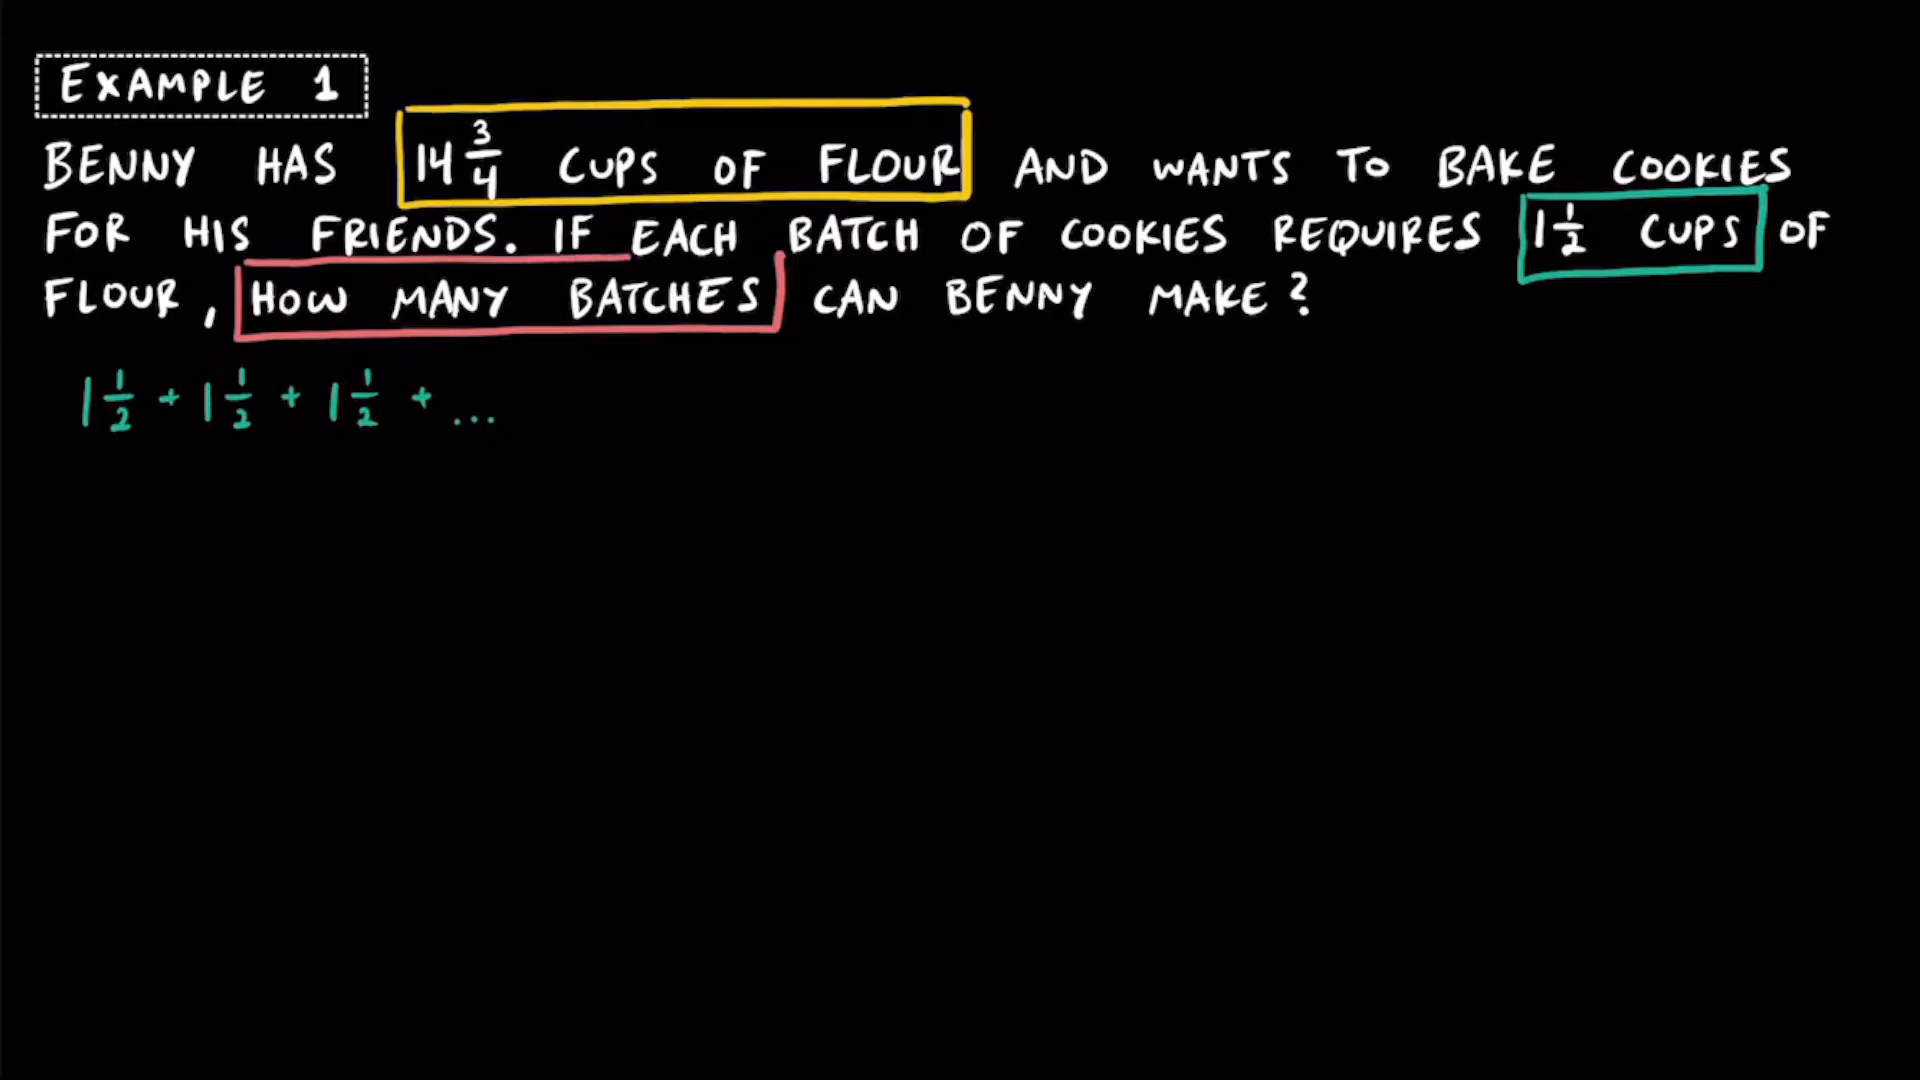 EXAMPLE 1
BENNY HAS 14 3/4 CUPS OF FLOUR AND WANTS TO BAKE COOKIES
FOR HIS FRIENDS. IF EACH BATCH OF COOKIES REQUIRES 1 1/2 CUPS OF
FLOUR, HOW MANY BATCHES CAN BENNY MAKE?
1 1/2 + 1 1/2 + 1 1/2 + ...